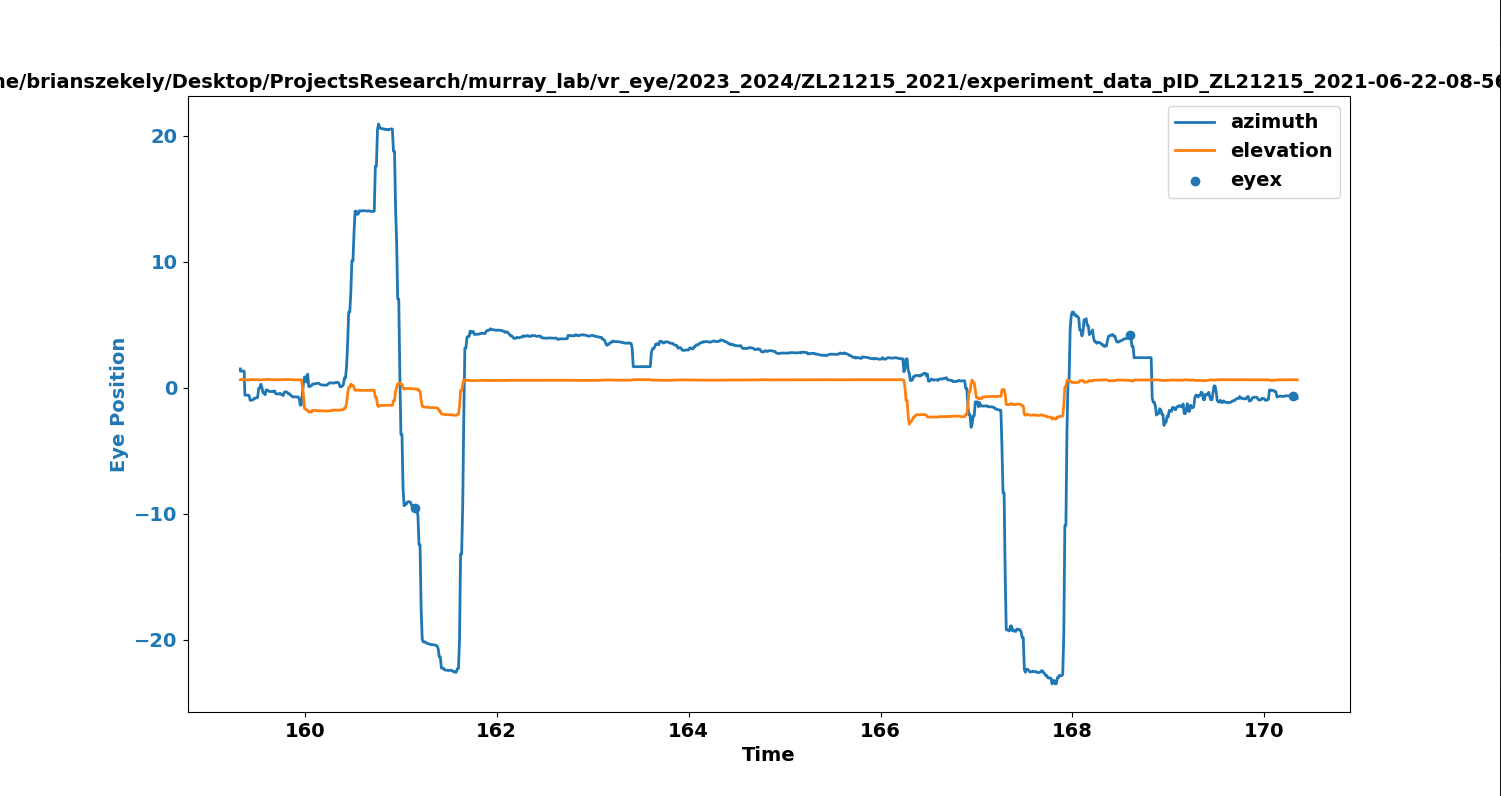 ne/brianszekely/Desktop/ProjectsResearch/murray_lab/vr_eye/2023_2024/ZL21215_2021/experiment_data_pID_ZL21215_2021-06-22-08-56
azimuth
elevation
eyex
20
10
0
−10
−20
Eye Position
160 162 164 166 168 170
Time